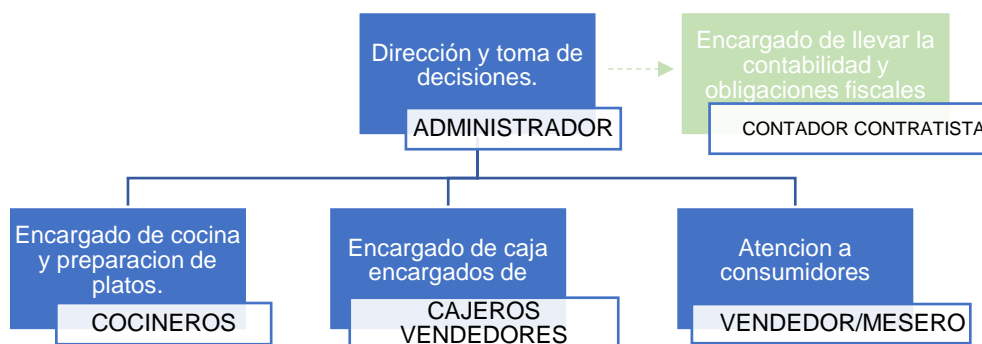 Dirección y toma de
decisiones.
ADMINISTRADOR
Encargado de llevar la
contabilidad y
obligaciones fiscales
CONTADOR CONTRATISTA
Encargado de cocina
y preparacion de
platos.
COCINEROS
Encargado de caja
encargados de
CAJEROS
VENDEDORES
Atencion a
consumidores
VENDEDOR/MESERO